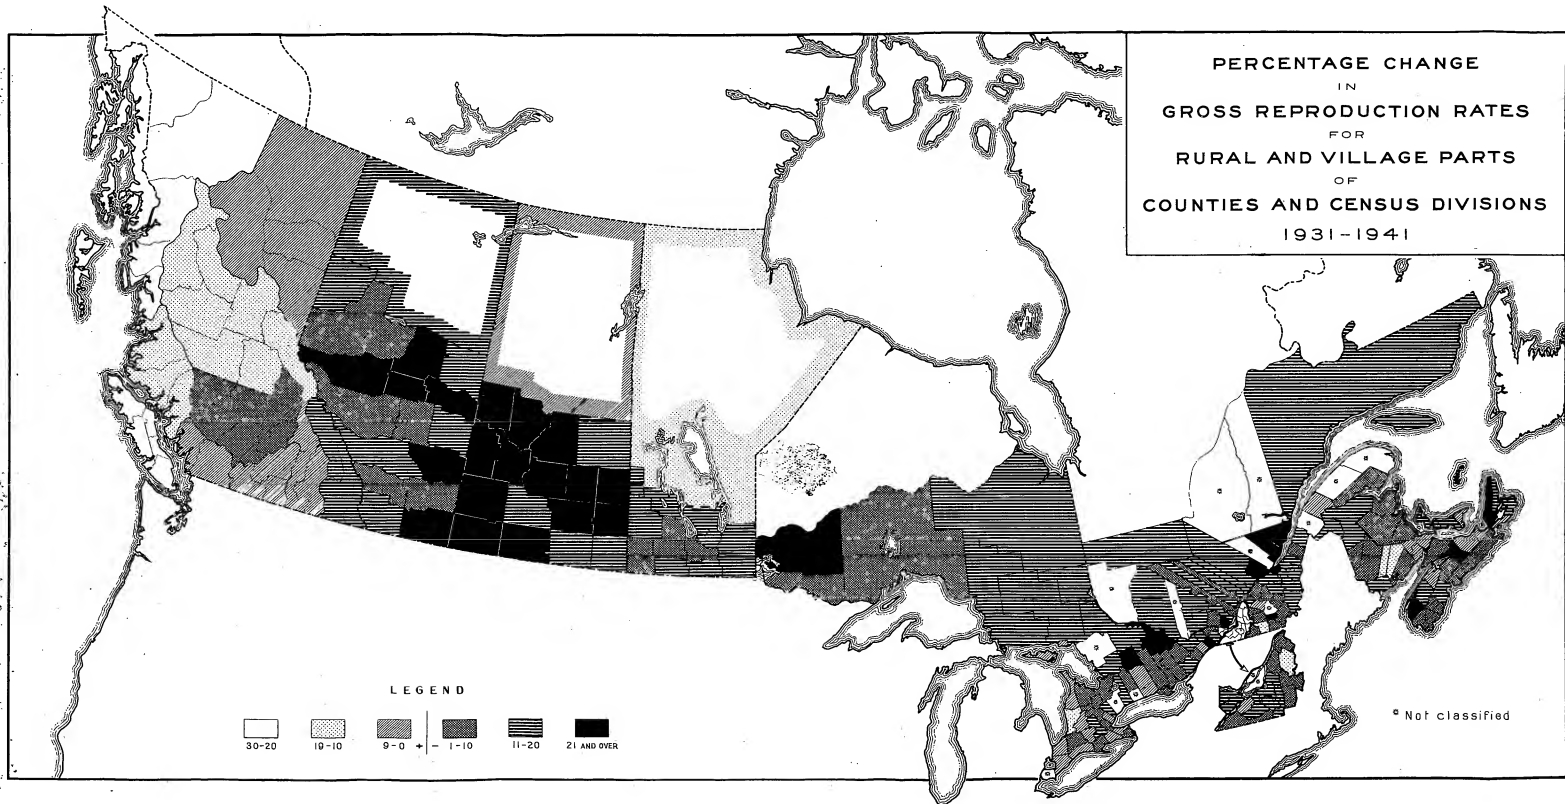 PERCENTAGE CHANGE
IN
GROSS REPRODUCTION RATES
FOR
RURAL AND VILLAGE PARTS
OF
COUNTIES AND CENSUS DIVISIONS
1931-1941
LEGEND
30-20 19-10 9-0 + - 1-10 11-20 21 AND OVER
Not classified